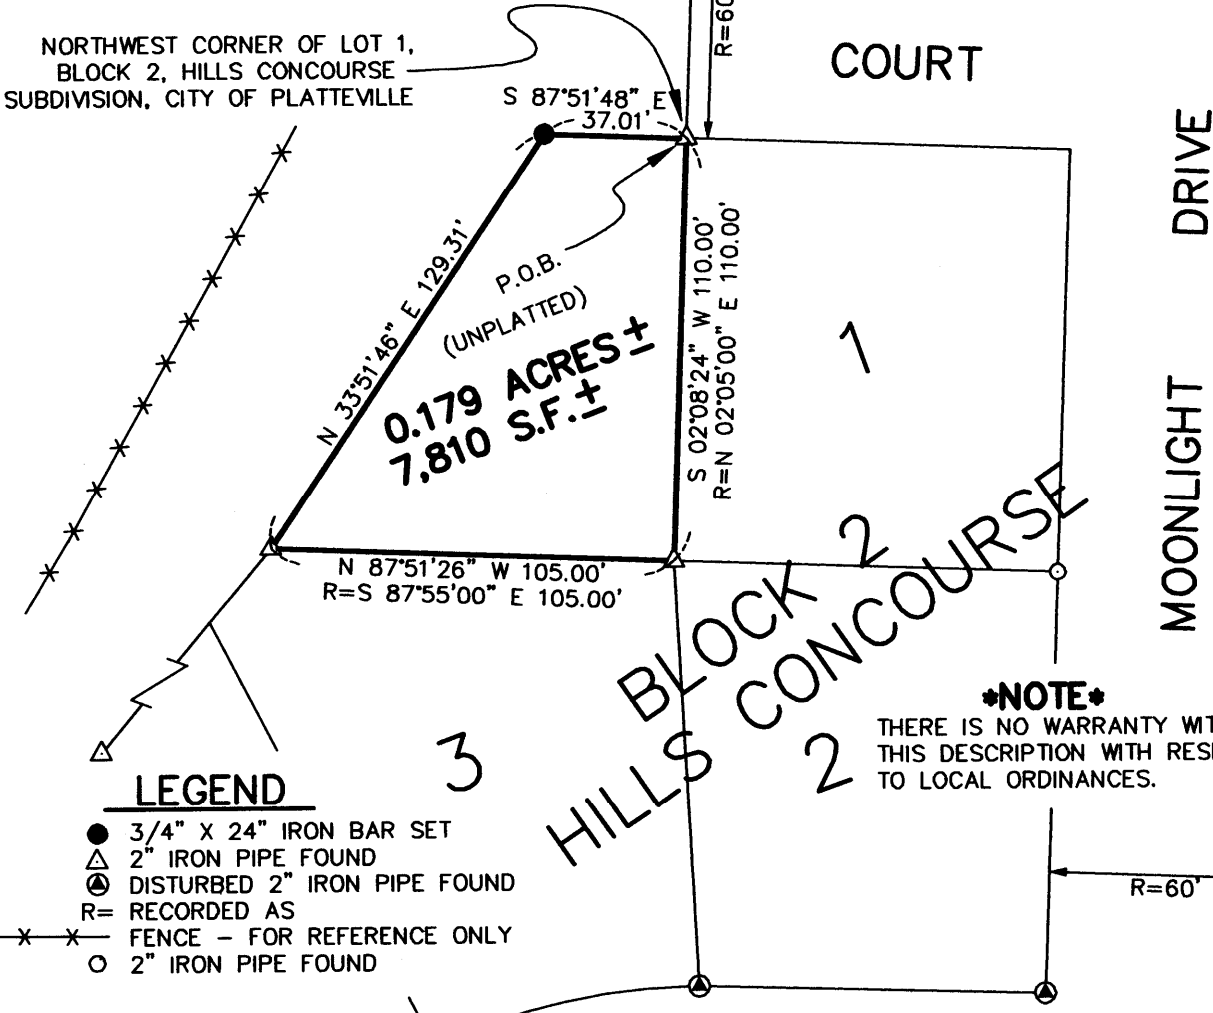 NORTHWEST CORNER OF LOT 1,
BLOCK 2, HILLS CONCOURSE
SUBDIVISION, CITY OF PLATTEVILLE
R=60'
COURT
S 87°51'48" E
37.01'
DRIVE
MOONLIGHT
N 33°51'46" E 129.31'
P.O.B.
(UNPLATTED)
0.179 ACRES±
7,810 S.F.±
S 02°08'24" W 110.00'
R=N 02°05'00" E 110.00'
1
N 87°51'26" W 105.00'
R=S 87°55'00" E 105.00'
BLOCK 2
HILLS CONCOURSE
3
2
*NOTE*
THERE IS NO WARRANTY
THIS DESCRIPTION WITH
TO LOCAL ORDINANCES.
R=60'
LEGEND
3/4" X 24" IRON BAR SET
2" IRON PIPE FOUND
DISTURBED 2" IRON PIPE FOUND
R= RECORDED AS
FENCE - FOR REFERENCE ONLY
2" IRON PIPE FOUND